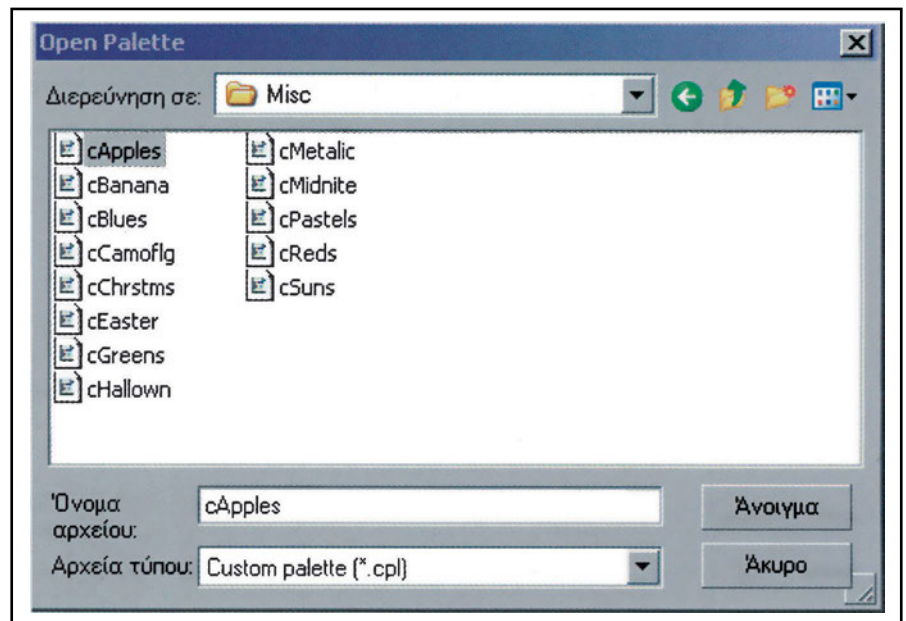 Open Palette
Διερεύνηση σε: Misc
cApples
cBanana
cBlues
cCamoflg
cChrstms
cEaster
cGreens
cHallown
cMetalic
cMidnite
cPastels
cReds
cSuns
Όνομα αρχείου: cApples Άνοιγμα
Αρχεία τύπου: Custom palette (*.cpl) Άκυρο